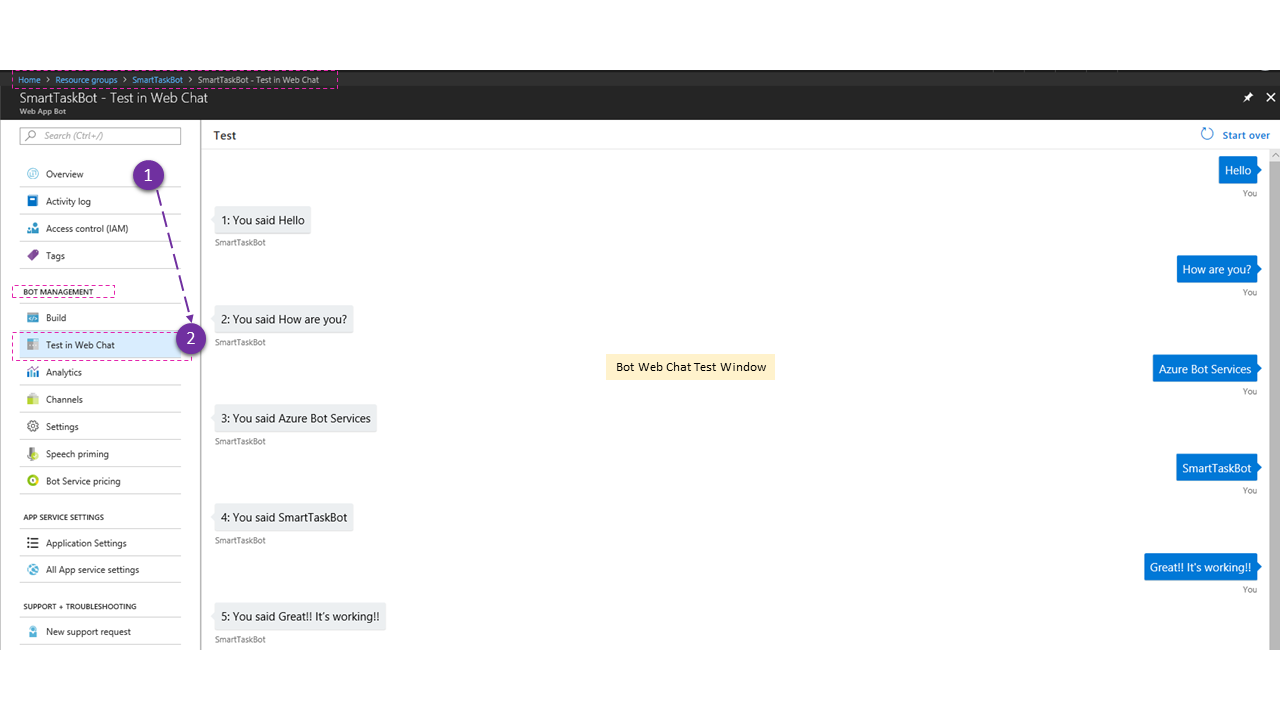 Home > Resource groups > SmartTaskBot > SmartTaskBot - Test in Web Chat
SmartTaskBot - Test in Web Chat
Web App Bot
Search (Ctrl+/)
Overview
1
Activity log
Access control (IAM)
Tags
BOT MANAGEMENT
Build
Test in Web Chat
2
Analytics
Channels
Settings
Speech priming
Bot Service pricing
APP SERVICE SETTINGS
Application Settings
All App service settings
SUPPORT + TROUBLESHOOTING
New support request
Test
Start over
Hello
You
1: You said Hello
SmartTaskBot
How are you?
You
2: You said How are you?
SmartTaskBot
Bot Web Chat Test Window
Azure Bot Services
You
3: You said Azure Bot Services
SmartTaskBot
SmartTaskBot
You
4: You said SmartTaskBot
SmartTaskBot
Great!! It's working!!
You
5: You said Great!! It's working!!
SmartTaskBot